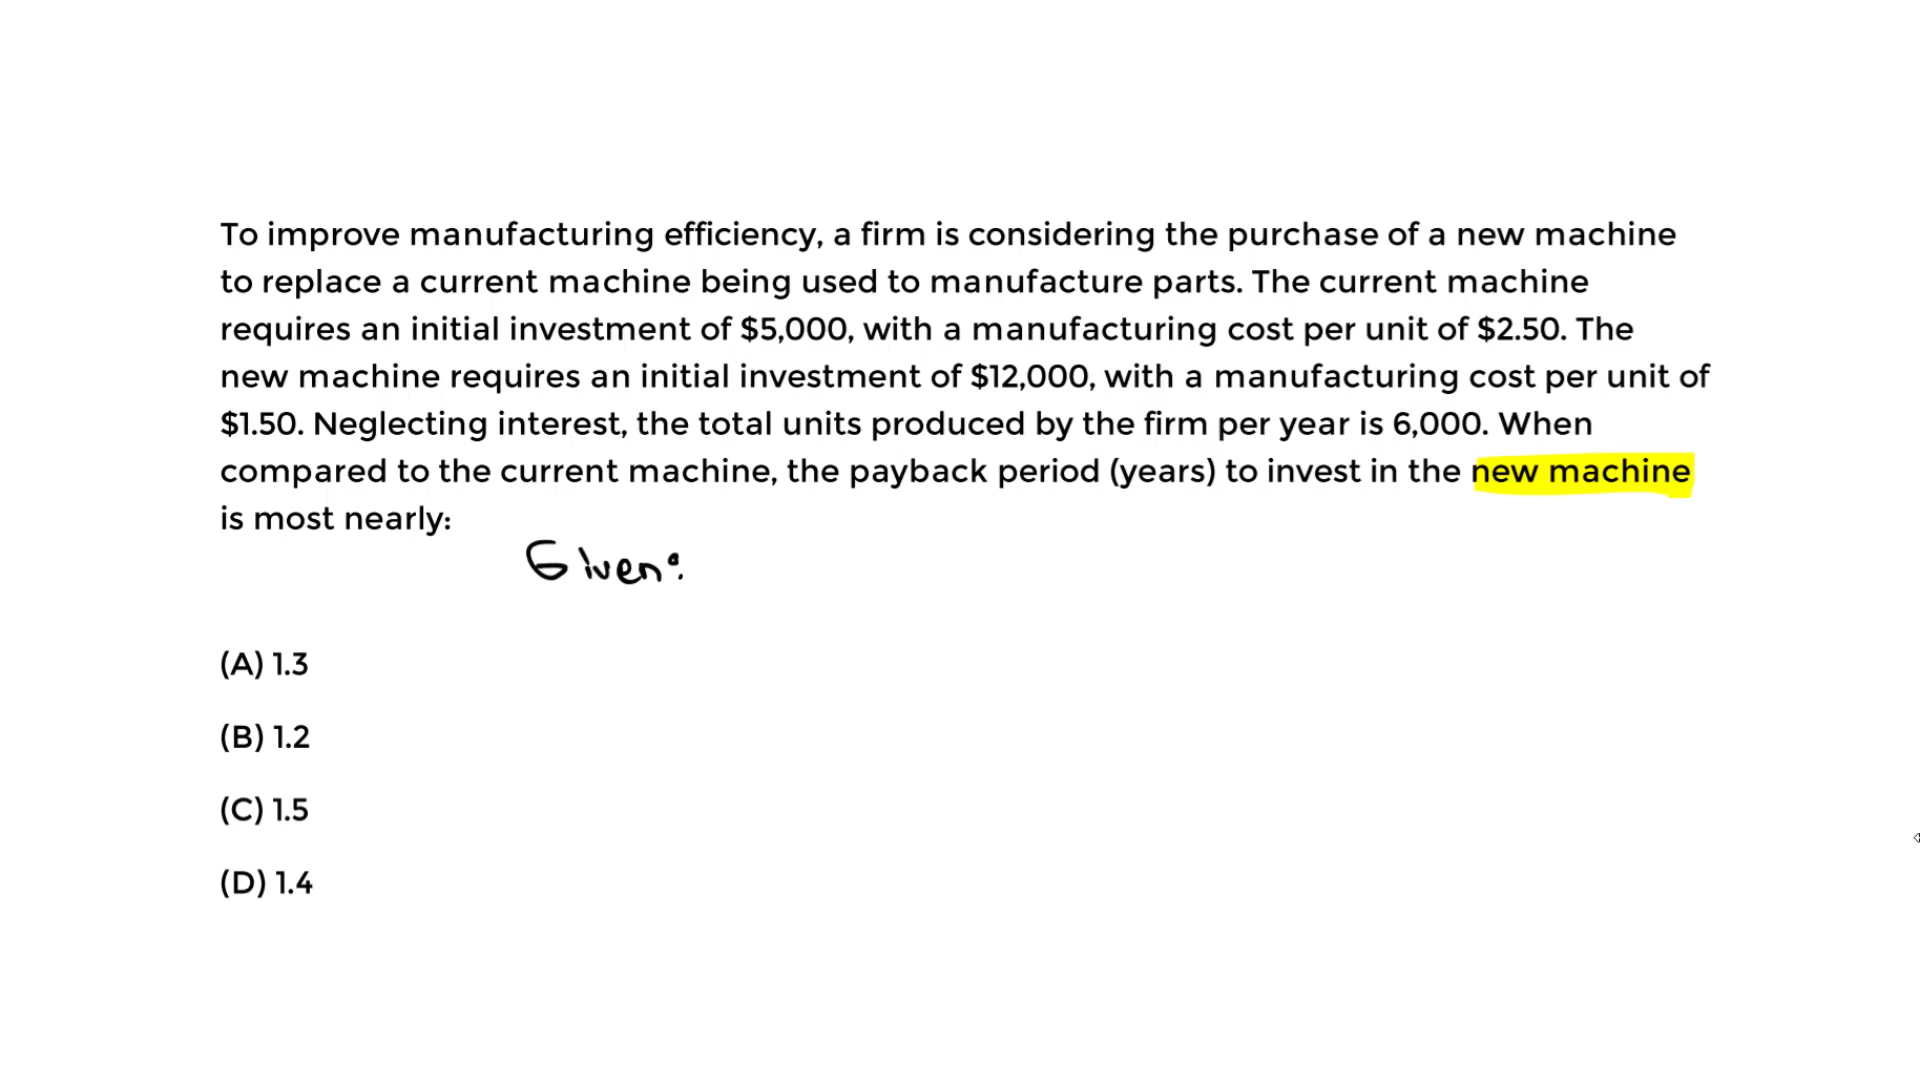 To improve manufacturing efficiency, a firm is considering the purchase of a new machine
to replace a current machine being used to manufacture parts. The current machine
requires an initial investment of $5,000, with a manufacturing cost per unit of $2.50. The
new machine requires an initial investment of $12,000, with a manufacturing cost per unit of
$1.50. Neglecting interest, the total units produced by the firm per year is 6,000. When
compared to the current machine, the payback period (years) to invest in the new machine
is most nearly:
Given:
(A) 1.3
(B) 1.2
(C) 1.5
(D) 1.4